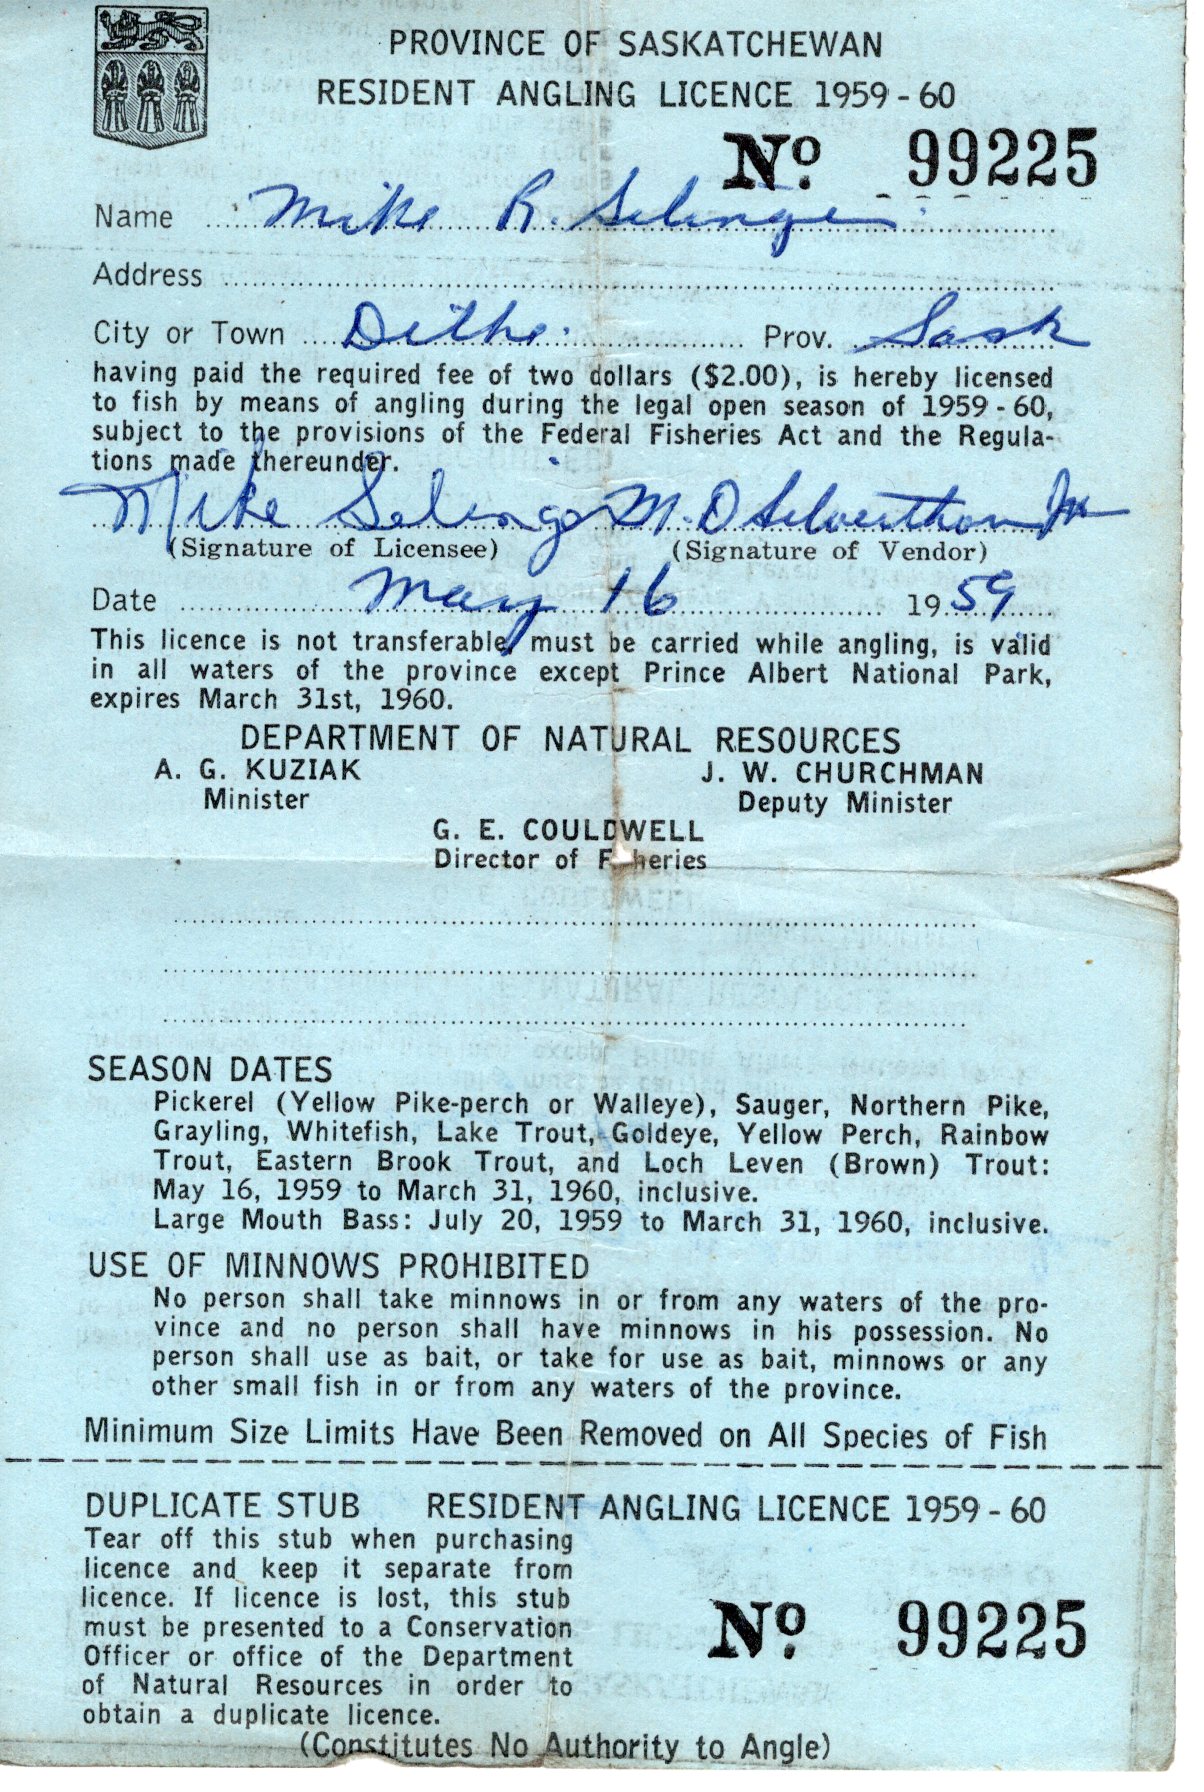 PROVINCE OF SASKATCHEWAN
RESIDENT ANGLING LICENCE 1959-60
No. 99225
Name Mike R. Selinger
Address
City or Town Dilke. Prov. Sask
having paid the required fee of two dollars ($2.00), is hereby licensed
to fish by means of angling during the legal open season of 1959-60,
subject to the provisions of the Federal Fisheries Act and the Regula-
tions made thereunder.
Mike Selinger M. D Silverthorn Jr
(Signature of Licensee) (Signature of Vendor)
Date May 16 1959
This licence is not transferable, must be carried while angling, is valid
in all waters of the province except Prince Albert National Park,
expires March 31st, 1960.
DEPARTMENT OF NATURAL RESOURCES
A. G. KUZIAK J. W. CHURCHMAN
Minister Deputy Minister
G. E. COULDWELL
Director of Fisheries
SEASON DATES
Pickerel (Yellow Pike-perch or Walleye), Sauger, Northern Pike,
Grayling, Whitefish, Lake Trout, Goldeye, Yellow Perch, Rainbow
Trout, Eastern Brook Trout, and Loch Leven (Brown) Trout:
May 16, 1959 to March 31, 1960, inclusive.
Large Mouth Bass: July 20, 1959 to March 31, 1960, inclusive.
USE OF MINNOWS PROHIBITED
No person shall take minnows in or from any waters of the pro-
vince and no person shall have minnows in his possession. No
person shall use as bait, or take for use as bait, minnows or any
other small fish in or from any waters of the province.
Minimum Size Limits Have Been Removed on All Species of Fish
DUPLICATE STUB RESIDENT ANGLING LICENCE 1959-60
Tear off this stub when purchasing
licence and keep it separate from
licence. If licence is lost, this stub
must be presented to a Conservation
Officer or office of the Department
of Natural Resources in order to
obtain a duplicate licence.
No. 99225
(Constitutes No Authority to Angle)